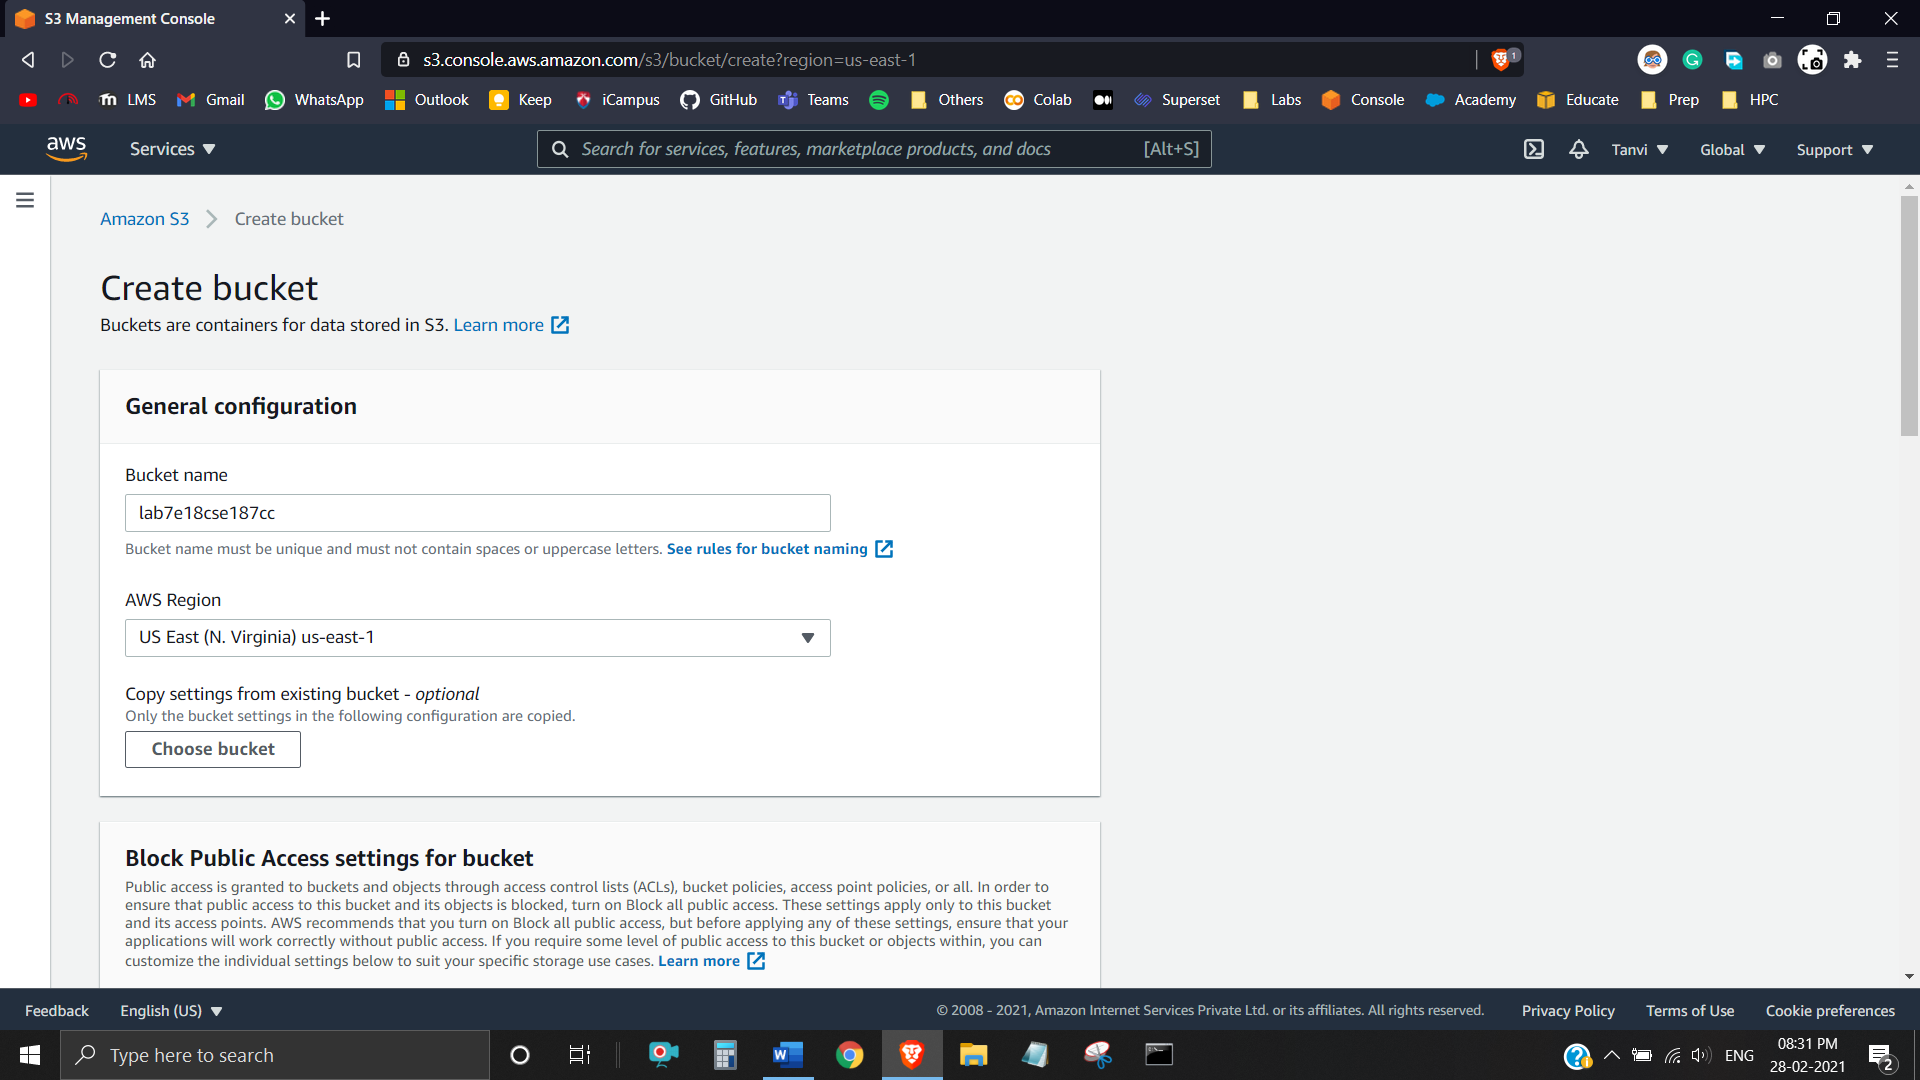 S3 Management Console
s3.console.aws.amazon.com/s3/bucket/create?region=us-east-1
1
LMS Gmail WhatsApp Outlook Keep iCampus GitHub Teams Others Colab Superset Labs Console Academy Educate Prep HPC
aws Services Search for services, features, marketplace products, and docs [Alt+S] Tanvi Global Support
Amazon S3 Create bucket
Create bucket
Buckets are containers for data stored in S3. Learn more
General configuration
Bucket name
lab7e18cse187cc
Bucket name must be unique and must not contain spaces or uppercase letters. See rules for bucket naming
AWS Region
US East (N. Virginia) us-east-1
Copy settings from existing bucket - optional
Only the bucket settings in the following configuration are copied.
Choose bucket
Block Public Access settings for bucket
Public access is granted to buckets and objects through access control lists (ACLs), bucket policies, access point policies, or all. In order to
ensure that public access to this bucket and its objects is blocked, turn on Block all public access. These settings apply only to this bucket
and its access points. AWS recommends that you turn on Block all public access, but before applying any of these settings, ensure that your
applications will work correctly without public access. If you require some level of public access to this bucket or objects within, you can
customize the individual settings below to suit your specific storage use cases. Learn more
Feedback English (US) © 2008 - 2021, Amazon Internet Services Private Ltd. or its affiliates. All rights reserved. Privacy Policy Terms of Use Cookie preferences
Type here to search
ENG
08:31 PM
28-02-2021
2